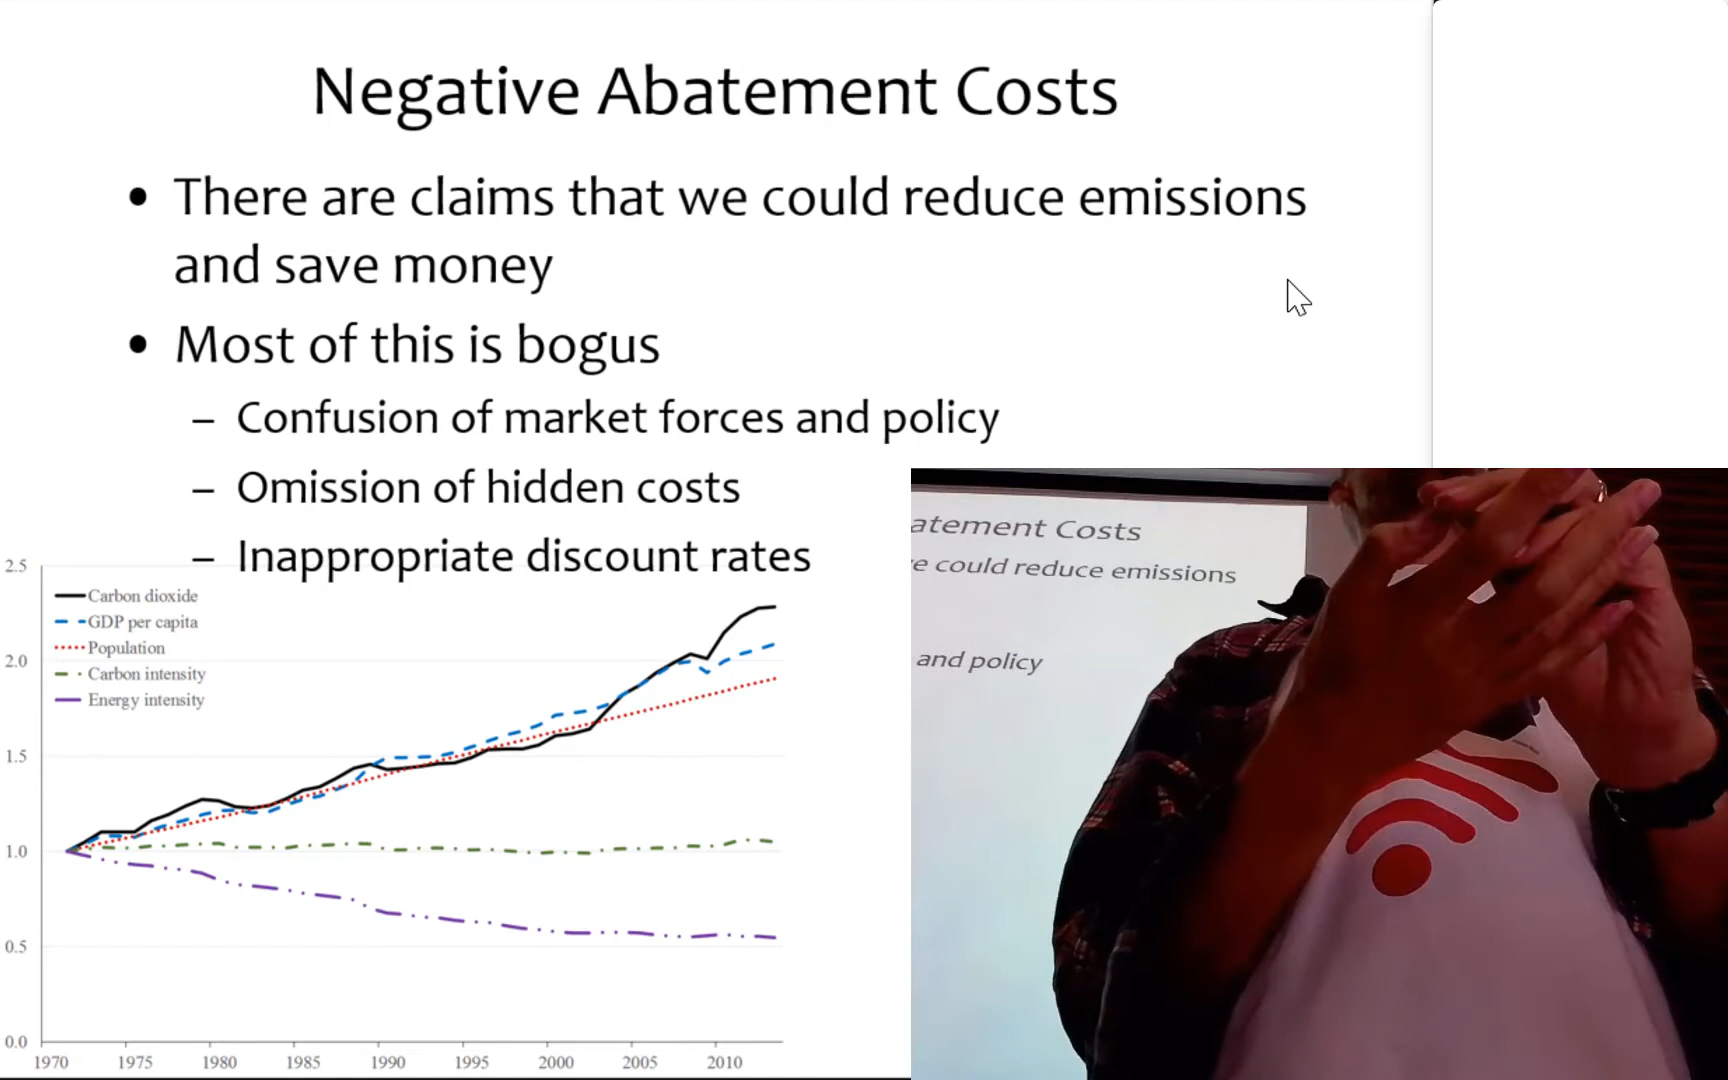 Negative Abatement Costs
• There are claims that we could reduce emissions
and save money
• Most of this is bogus
– Confusion of market forces and policy
– Omission of hidden costs
– Inappropriate discount rates
2.5
2.0
1.5
1.0
0.5
0.0
Carbon dioxide
GDP per capita
Population
Carbon intensity
Energy intensity
1970 1975 1980 1985 1990 1995 2000 2005 2010
atement Costs
e could reduce emissions
and policy